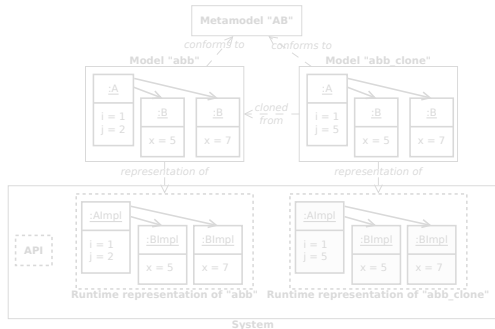 Metamodel "AB"
conforms to
conforms to
Model "abb"
Model "abb_clone"
:A
i = 1
j = 2
:B
x = 5
:B
x = 7
cloned
from
:A
i = 1
j = 5
:B
x = 5
:B
x = 7
representation of
representation of
API
:AImpl
i = 1
j = 2
:BImpl
x = 5
:BImpl
x = 7
:AImpl
i = 1
j = 5
:BImpl
x = 5
:BImpl
x = 7
Runtime representation of "abb"
Runtime representation of "abb_clone"
System